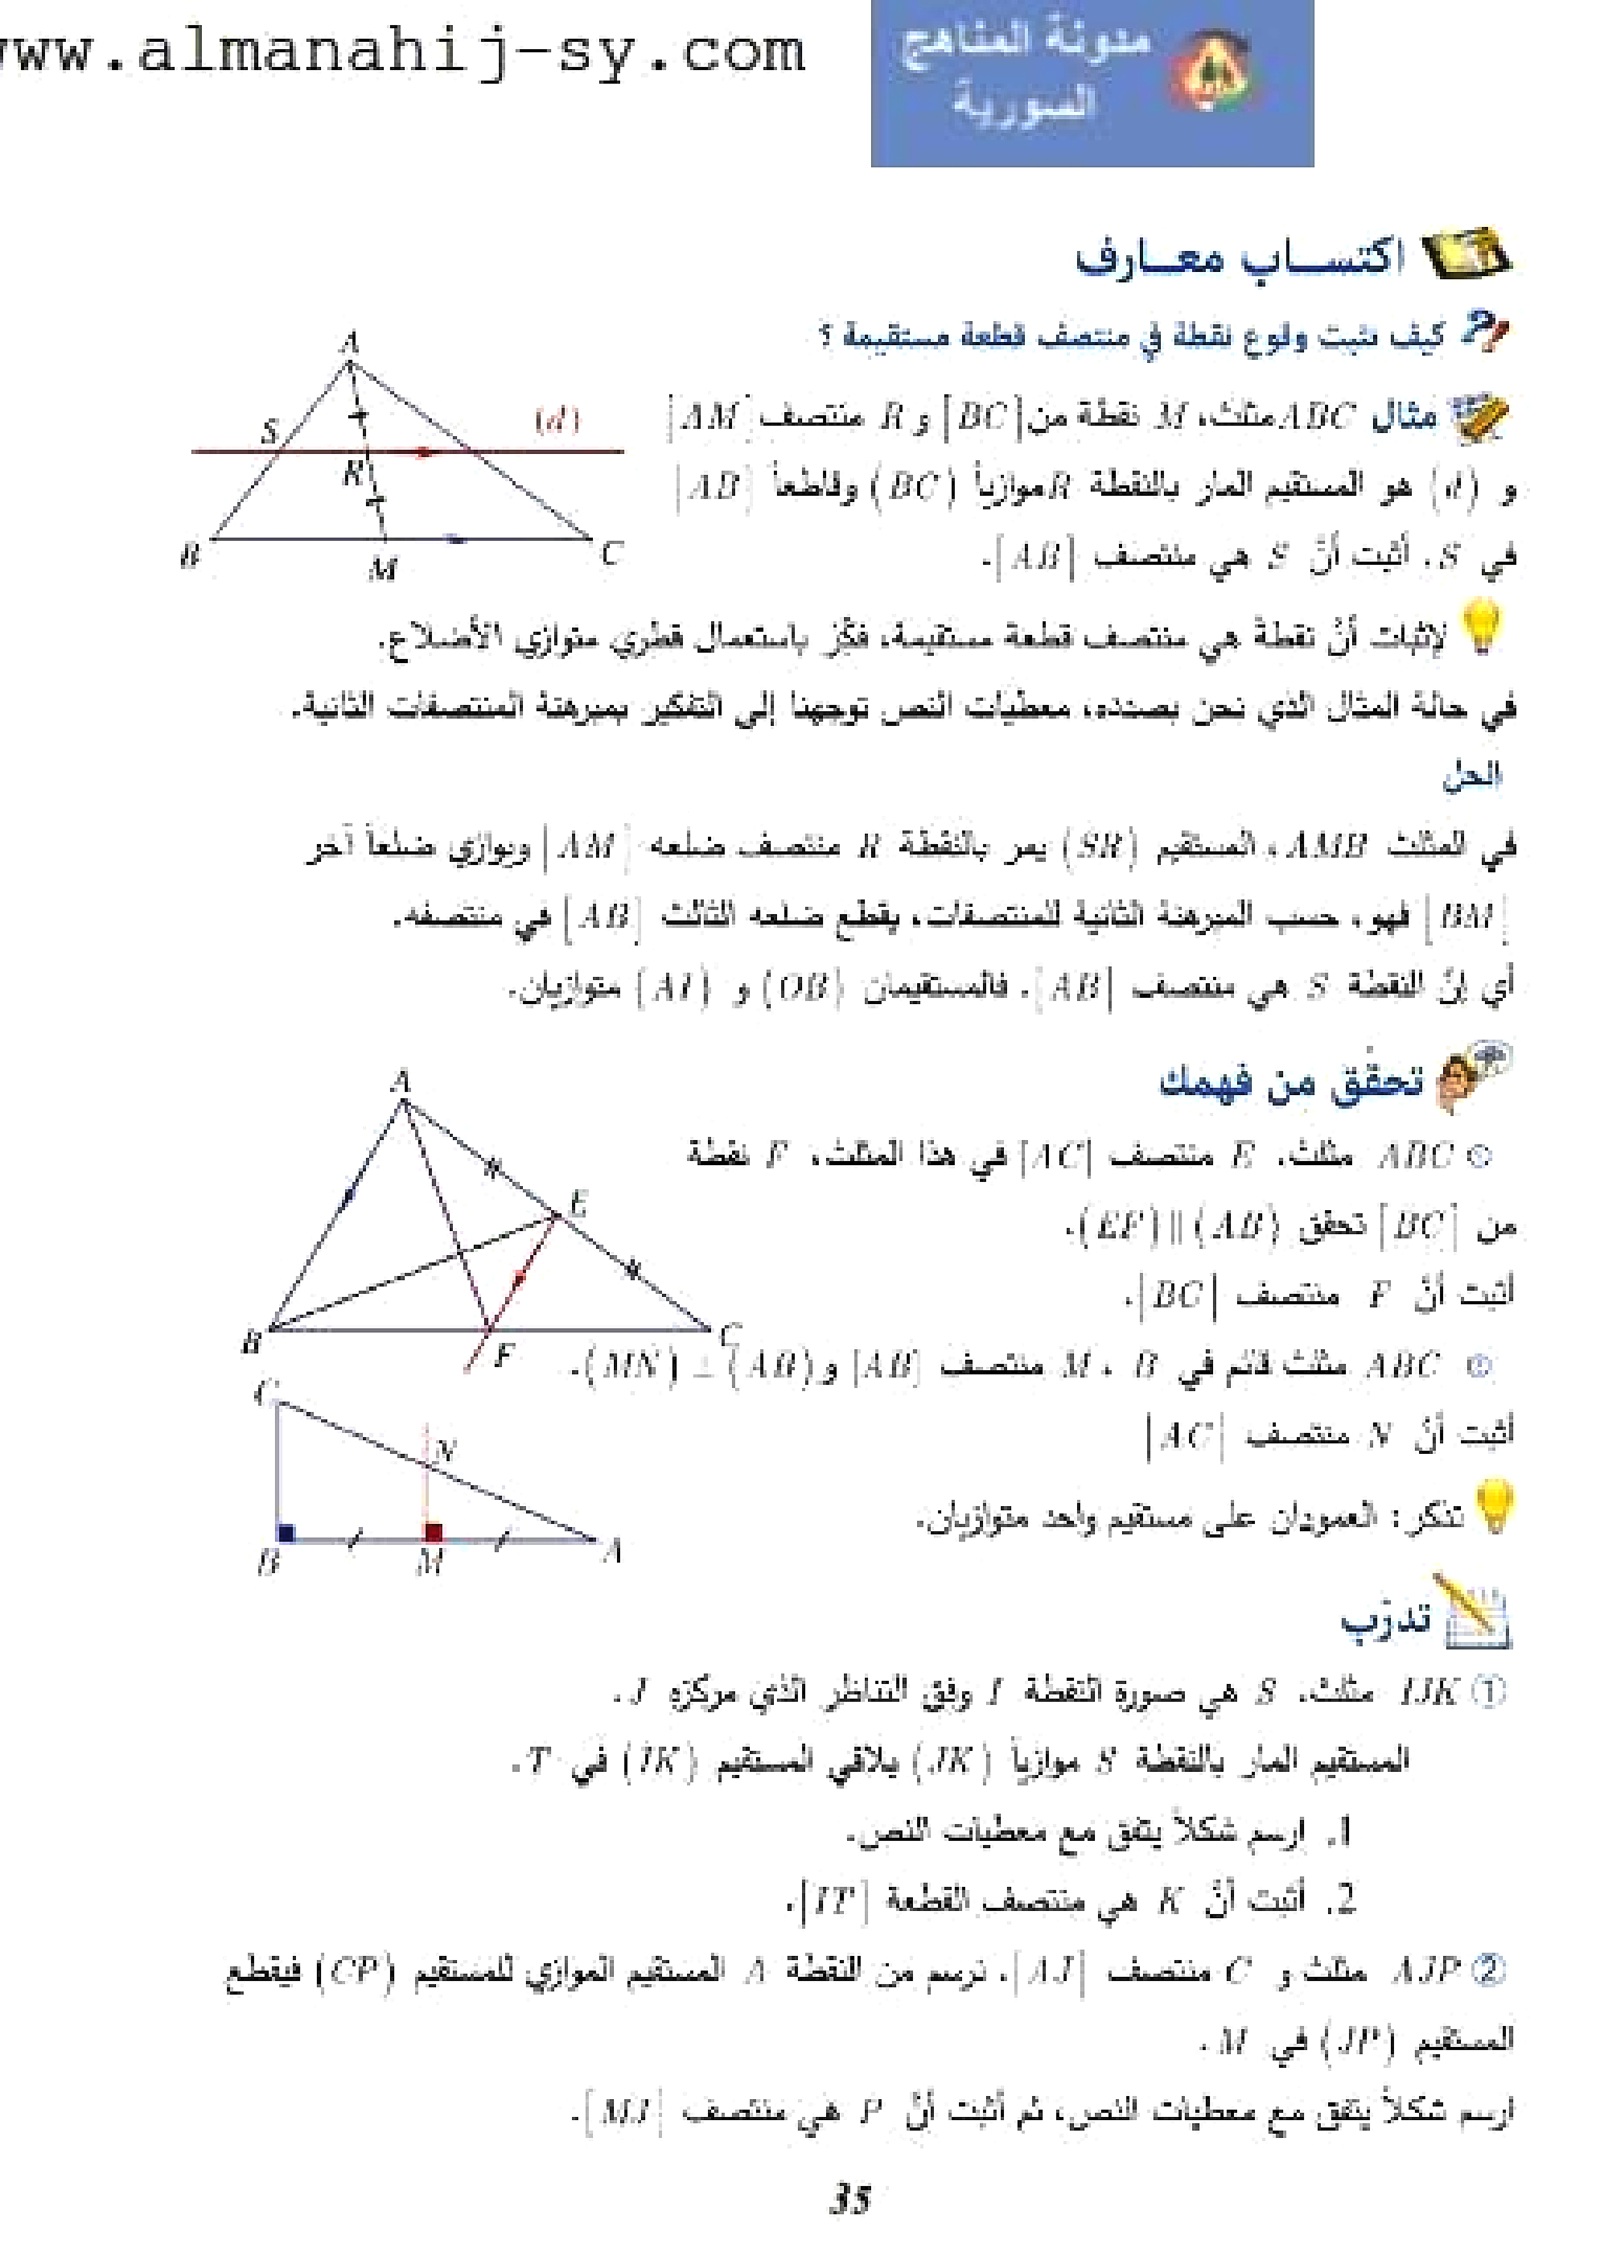 www.almanahij-sy.com
مدونة المناهج
السورية
اكتساب معارف
كيف نثبت وقوع نقطة في منتصف قطعة مستقيمة ؟
مثال ABC مثلث، M نقطة من [BC] و R منتصف [AM]
و (d) هو المستقيم المار بالنقطة R موازياً (BC) وقاطعاً [AB]
في S. أثبت أنّ S هي منتصف [AB].
A
S
(d)
R
B
M
C
لإثبات أنّ نقطة هي منتصف قطعة مستقيمة، فكّر باستعمال قطري متوازي الأضلاع.
في حالة المثال الذي نحن بصدده، معطيات النص توجهنا إلى التفكير بمبرهنة المنتصفات الثانية.
الحل
في المثلث AMB، المستقيم (SR) يمر بالنقطة R منتصف ضلعه [AM] ويوازي ضلعاً آخر
[BM] فهو، حسب المبرهنة الثانية للمنتصفات، يقطع ضلعه الثالث [AB] في منتصفه.
أي إنّ النقطة S هي منتصف [AB]. فالمستقيمان (OB) و (AI) متوازيان.
تحقّق من فهمك
① ABC مثلث. E منتصف [AC] في هذا المثلث، F نقطة
من [BC] تحقق (EF) || (AB).
أثبت أنّ F منتصف [BC].
A
E
B
F
C
② ABC مثلث قائم في B، M منتصف [AB] و (MN) ⊥ (AB).
أثبت أنّ N منتصف [AC]
C
N
B
M
A
تذكر: العمودان على مستقيم واحد متوازيان.
تدرّب
① IJK مثلث، S هي صورة النقطة I وفق التناظر الذي مركزه J.
المستقيم المار بالنقطة S موازياً (JK) يلاقي المستقيم (IK) في T.
1. ارسم شكلاً يتفق مع معطيات النص.
2. أثبت أنّ K هي منتصف القطعة [IT].
② AJP مثلث و C منتصف [AJ]. نرسم من النقطة A المستقيم الموازي للمستقيم (CP) فيقطع
المستقيم (JP) في M.
ارسم شكلاً يتفق مع معطيات النص، ثم أثبت أنّ P هي منتصف [MJ].
35